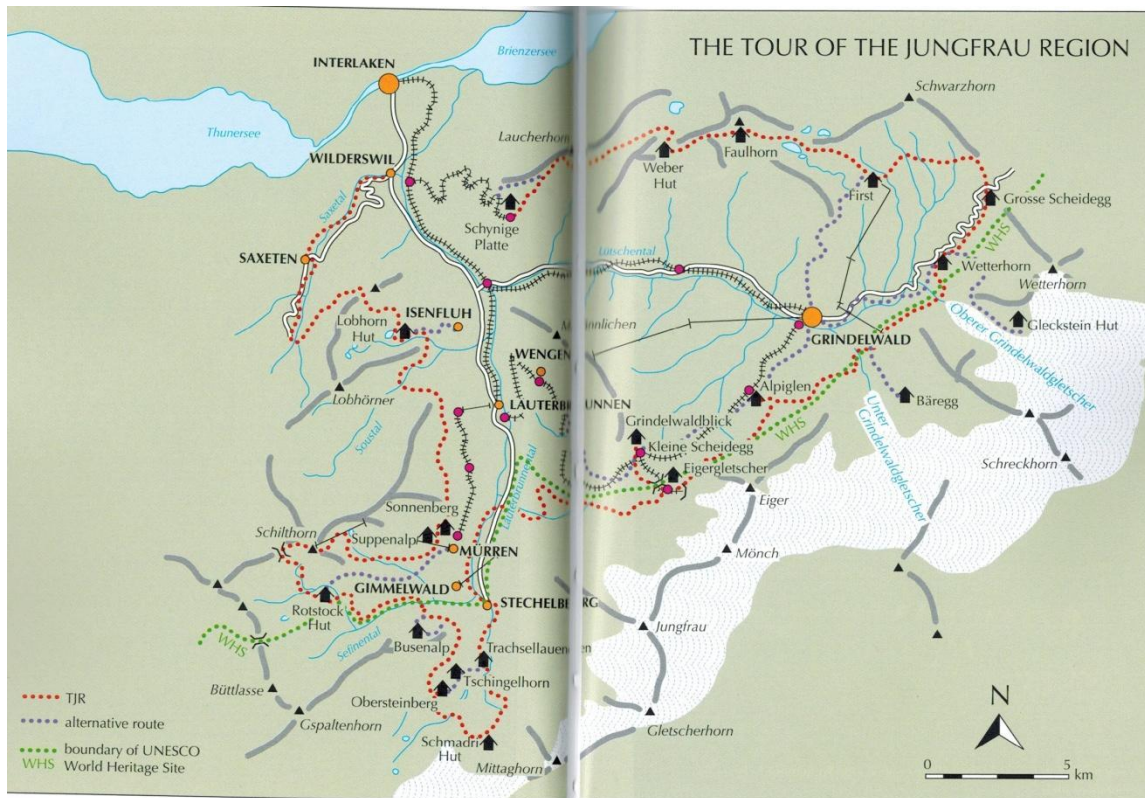 THE TOUR OF THE JUNGFRAU REGION
Brienzersee
INTERLAKEN
Thunersee
WILDERSWIL
Laucherhorn
Weber
Hut
Faulhorn
Schwarzhorn
First
Grosse Scheidegg
WHS
Saxetal
Schynige
Platte
SAXETEN
Lütschental
Wetterhorn
Wetterhorn
ISENFLUH
Lobhorn
Hut
Gleckstein Hut
GRINDELWALD
Oberer Grindelwaldgletscher
WENGEN
Lobhörner
Alpiglen
Bäregg
LAUTERBRUNNEN
Grindelwaldblick
Kleine Scheidegg
WHS
Unter
Grindelwaldgletscher
Soustal
Eigergletscher
Schreckhorn
Lauterbrunnental
Eiger
Sonnenberg
Schilthorn
Suppenalp
MÜRREN
Mönch
GIMMELWALD
STECHELBERG
Rotstock
Hut
Jungfrau
WHS
Sefinental
Busenalp
Trachsellauenen
Tschingelhorn
Büttlasse
Obersteinberg
Gspaltenhorn
Gletscherhorn
Schmadri
Hut
Mittaghorn
TJR
alternative route
boundary of UNESCO
WHS World Heritage Site
N
0 5
km